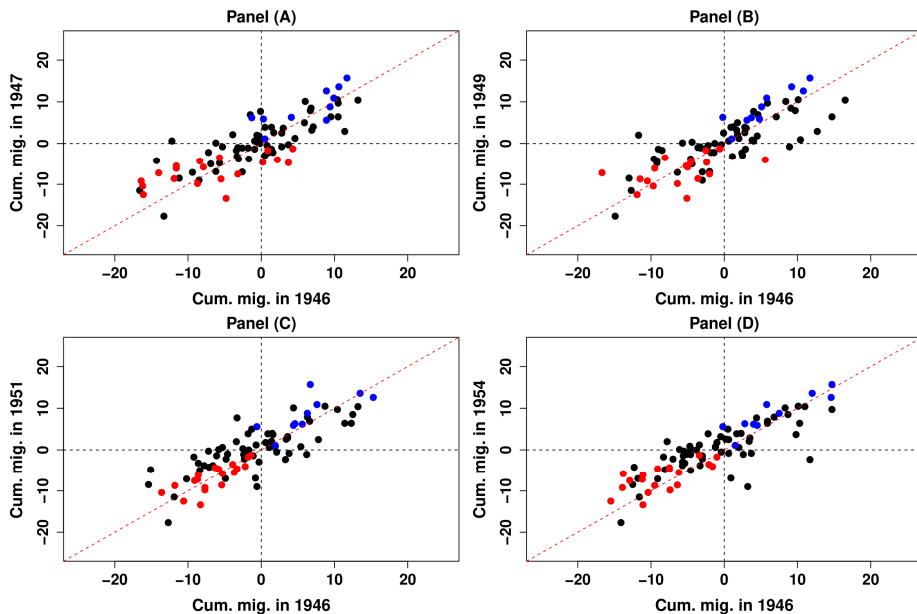 Panel (A)
Cum. mig. in 1947
20
10
0
−10
−20
−20 −10 0 10 20
Cum. mig. in 1946
Panel (B)
Cum. mig. in 1949
20
10
0
−10
−20
−20 −10 0 10 20
Cum. mig. in 1946
Panel (C)
Cum. mig. in 1951
20
10
0
−10
−20
−20 −10 0 10 20
Cum. mig. in 1946
Panel (D)
Cum. mig. in 1954
20
10
0
−10
−20
−20 −10 0 10 20
Cum. mig. in 1946